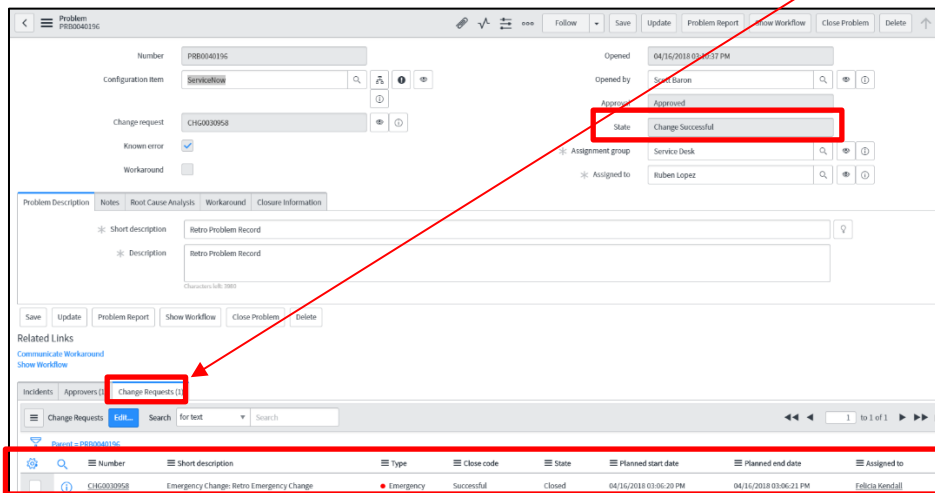 Problem
PRB0040196
Follow Save Update Problem Report Show Workflow Close Problem Delete
Number PRB0040196
Configuration item ServiceNow
Change request CHG0030958
Known error
Workaround
Opened 04/16/2018 03:10:37 PM
Opened by Scott Baron
Approval Approved
State Change Successful
Assignment group Service Desk
Assigned to Ruben Lopez
Problem Description Notes Root Cause Analysis Workaround Closure Information
Short description Retro Problem Record
Description Retro Problem Record
Characters left: 3980
Save Update Problem Report Show Workflow Close Problem Delete
Related Links
Communicate Workaround
Show Workflow
Incidents Approvers (1 Change Requests (1)
Change Requests Edit... Search for text Search 1 to 1 of 1
Parent = PRB0040196
Number Short description Type Close code State Planned start date Planned end date Assigned to
CHG0030958 Emergency Change: Retro Emergency Change Emergency Successful Closed 04/16/2018 03:06:20 PM 04/16/2018 03:06:21 PM Felicia Kendall